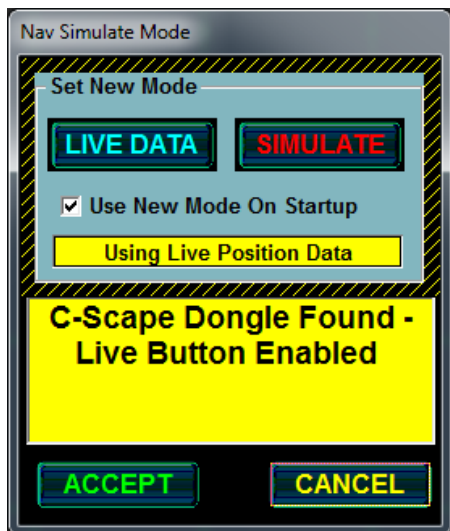 Nav Simulate Mode
Set New Mode
LIVE DATA SIMULATE
Use New Mode On Startup
Using Live Position Data
C-Scape Dongle Found -
Live Button Enabled
ACCEPT CANCEL